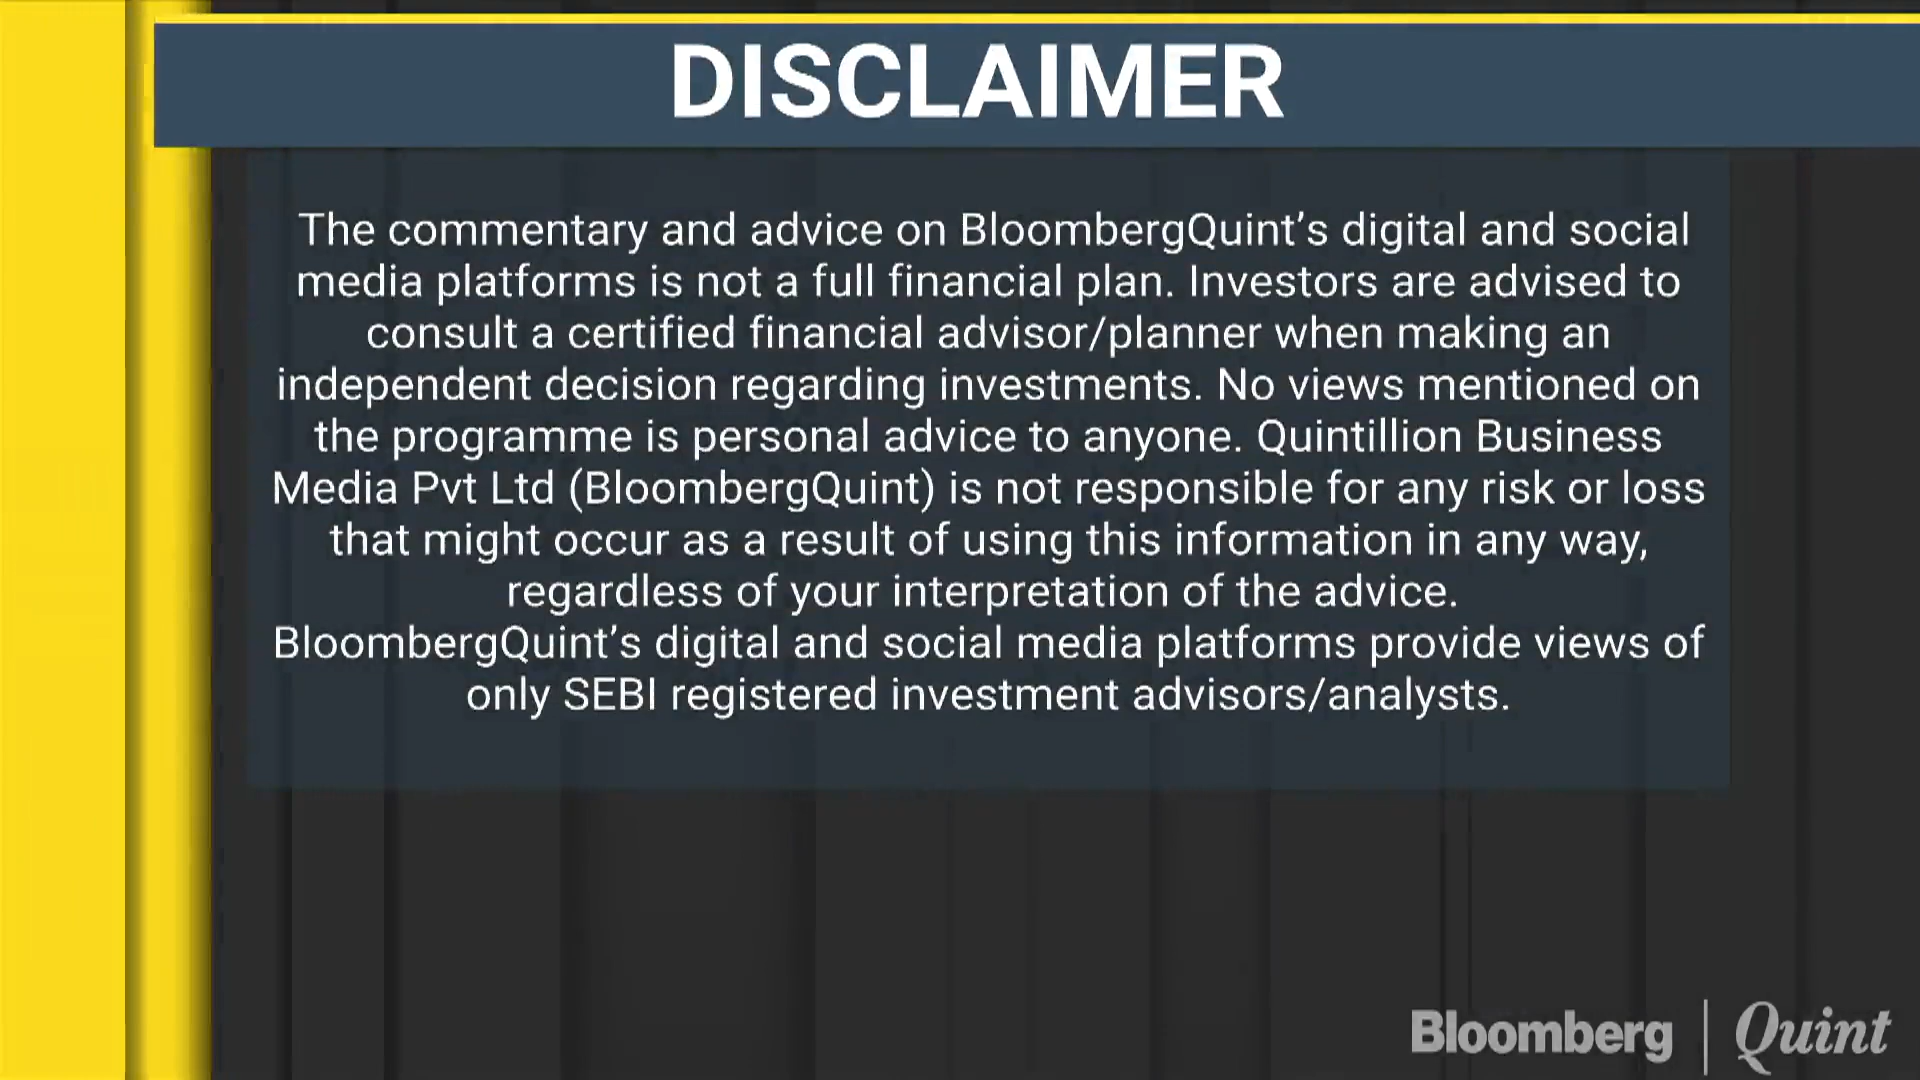 DISCLAIMER
The commentary and advice on BloombergQuint’s digital and social
media platforms is not a full financial plan. Investors are advised to
consult a certified financial advisor/planner when making an
independent decision regarding investments. No views mentioned on
the programme is personal advice to anyone. Quintillion Business
Media Pvt Ltd (BloombergQuint) is not responsible for any risk or loss
that might occur as a result of using this information in any way,
regardless of your interpretation of the advice.
BloombergQuint’s digital and social media platforms provide views of
only SEBI registered investment advisors/analysts.
Bloomberg | Quint